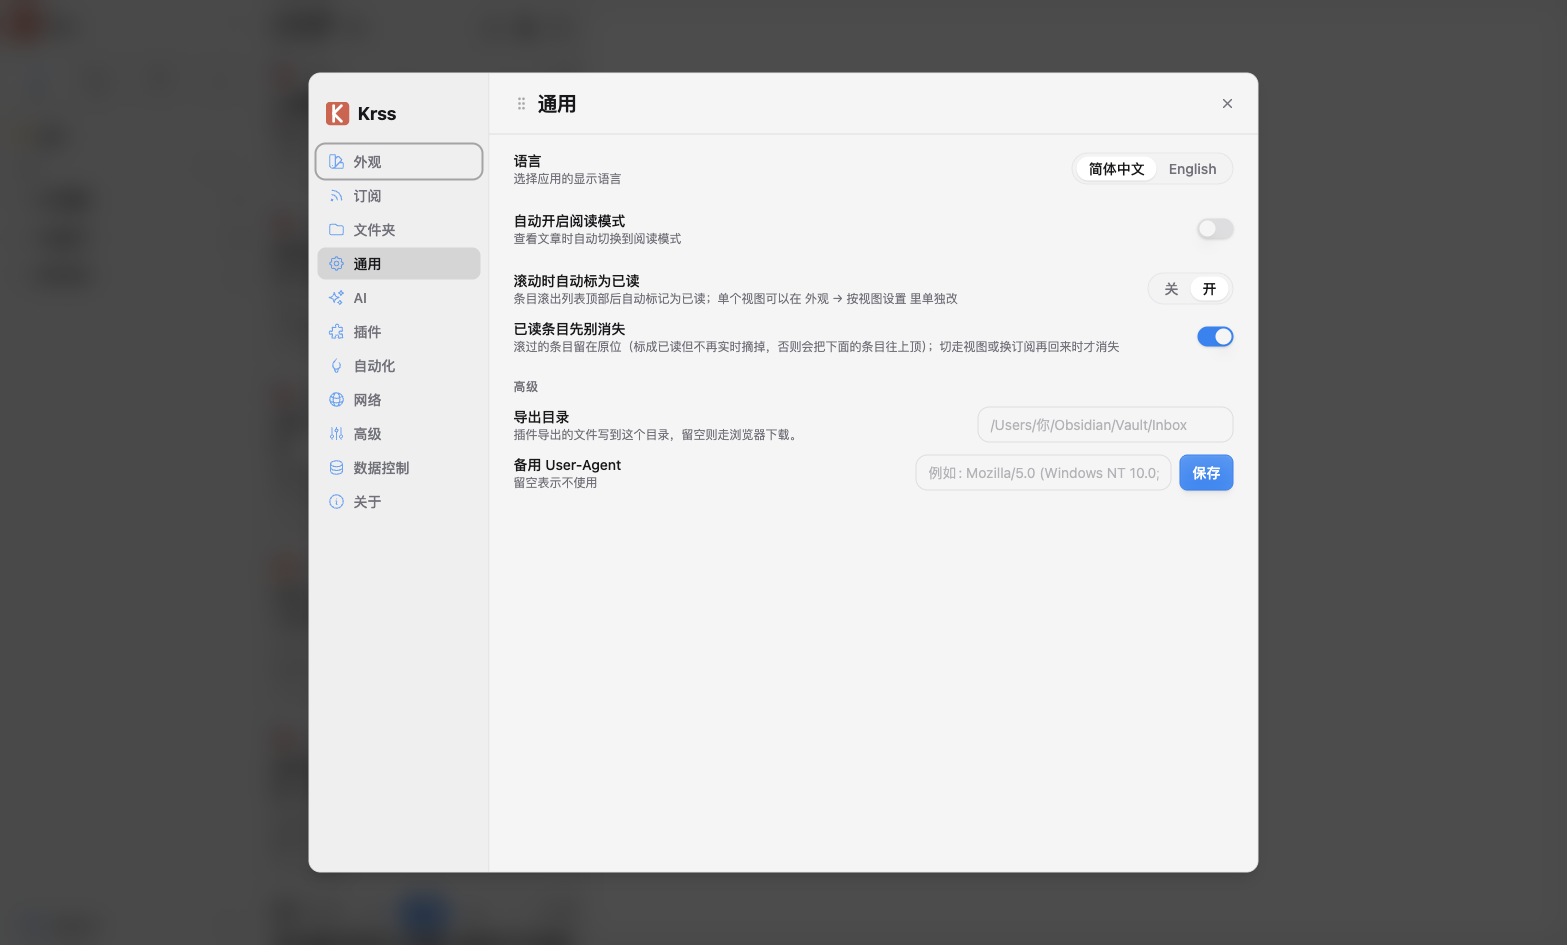 Krss
外观
订阅
文件夹
通用
AI
插件
自动化
网络
高级
数据控制
关于
通用
语言
选择应用的显示语言
简体中文 English
自动开启阅读模式
查看文章时自动切换到阅读模式
滚动时自动标为已读
条目滚出列表顶部后自动标记为已读；单个视图可以在 外观 → 按视图设置 里单独改
关 开
已读条目先别消失
滚过的条目留在原位（标成已读但不再实时摘掉，否则会把下面的条目往上顶）；切走视图或换订阅再回来时才消失
高级
导出目录
插件导出的文件写到这个目录，留空则走浏览器下载。
/Users/你/Obsidian/Vault/Inbox
备用 User-Agent
留空表示不使用
例如：Mozilla/5.0 (Windows NT 10.0;
保存